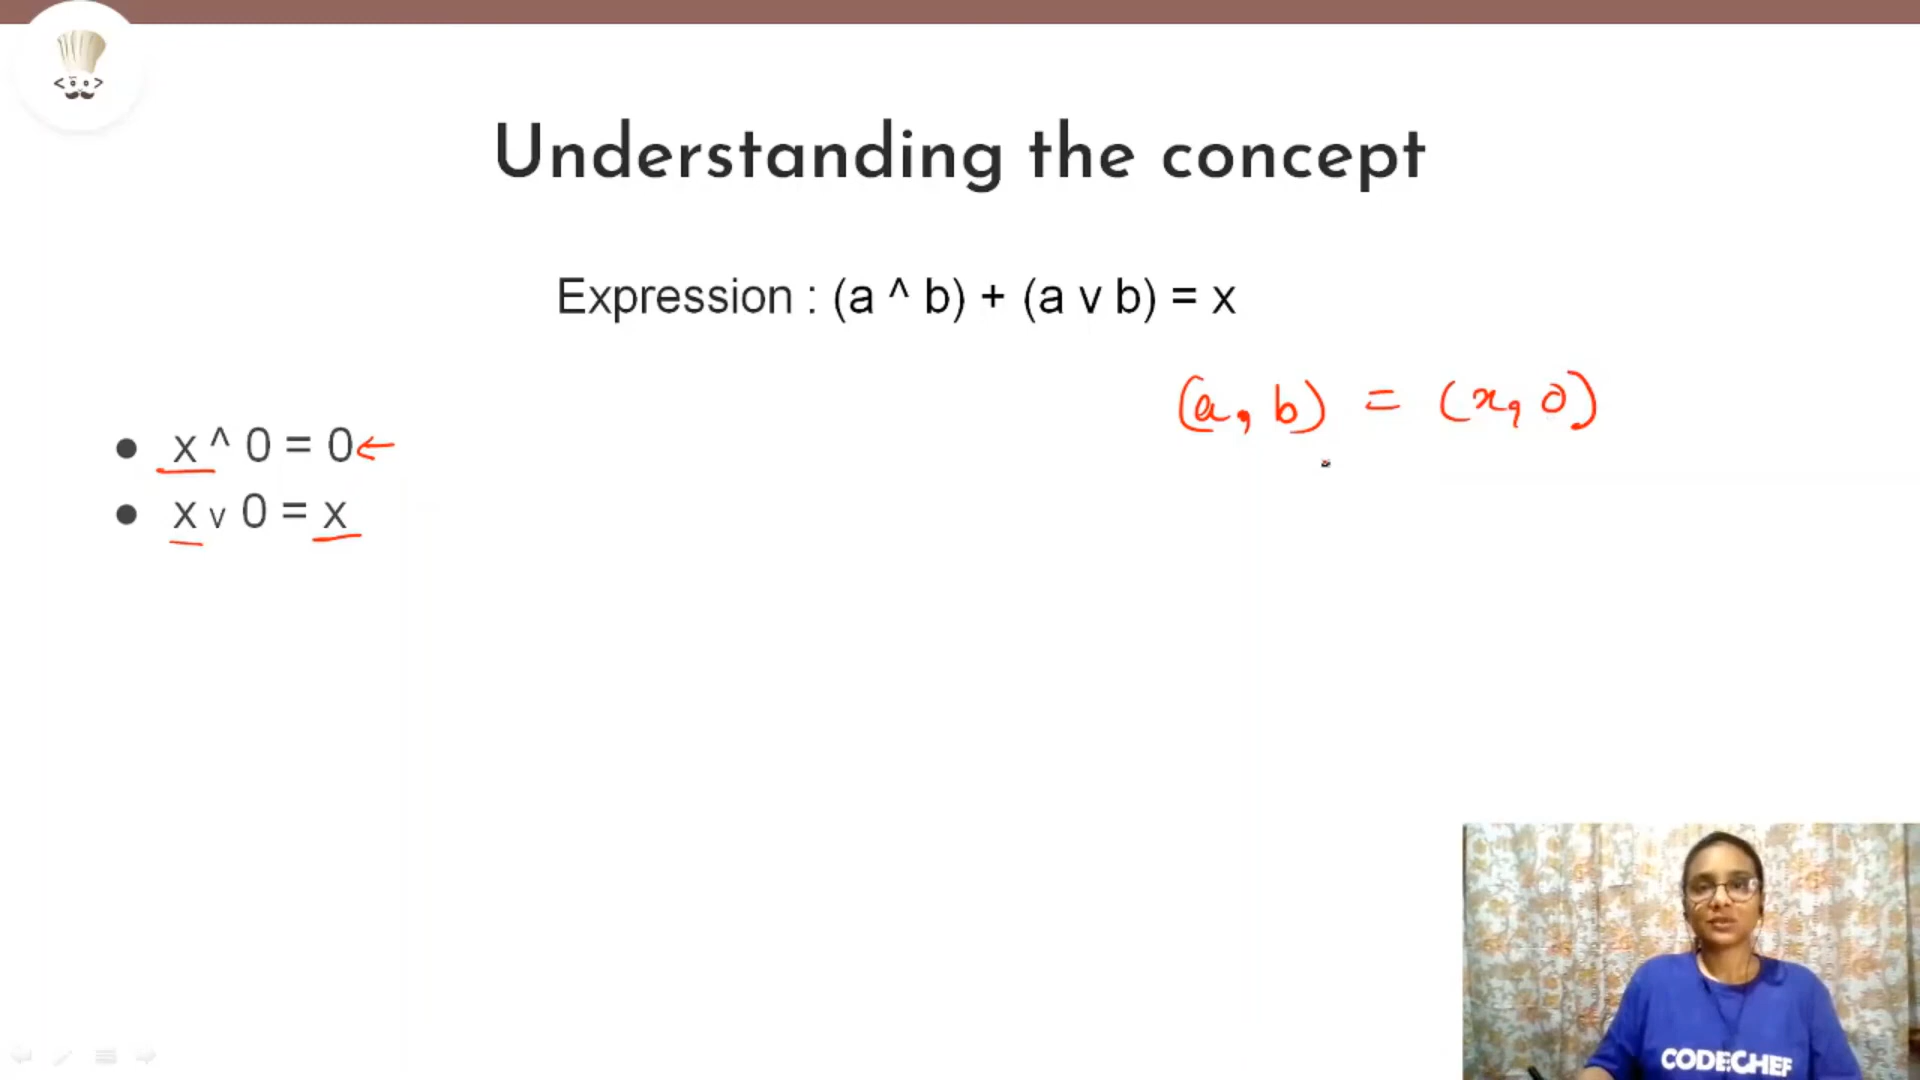 Understanding the concept
Expression : (a ^ b) + (a v b) = x
(a, b) = (x, 0)
● x ^ 0 = 0 ←
● x v 0 = x
CODECHEF